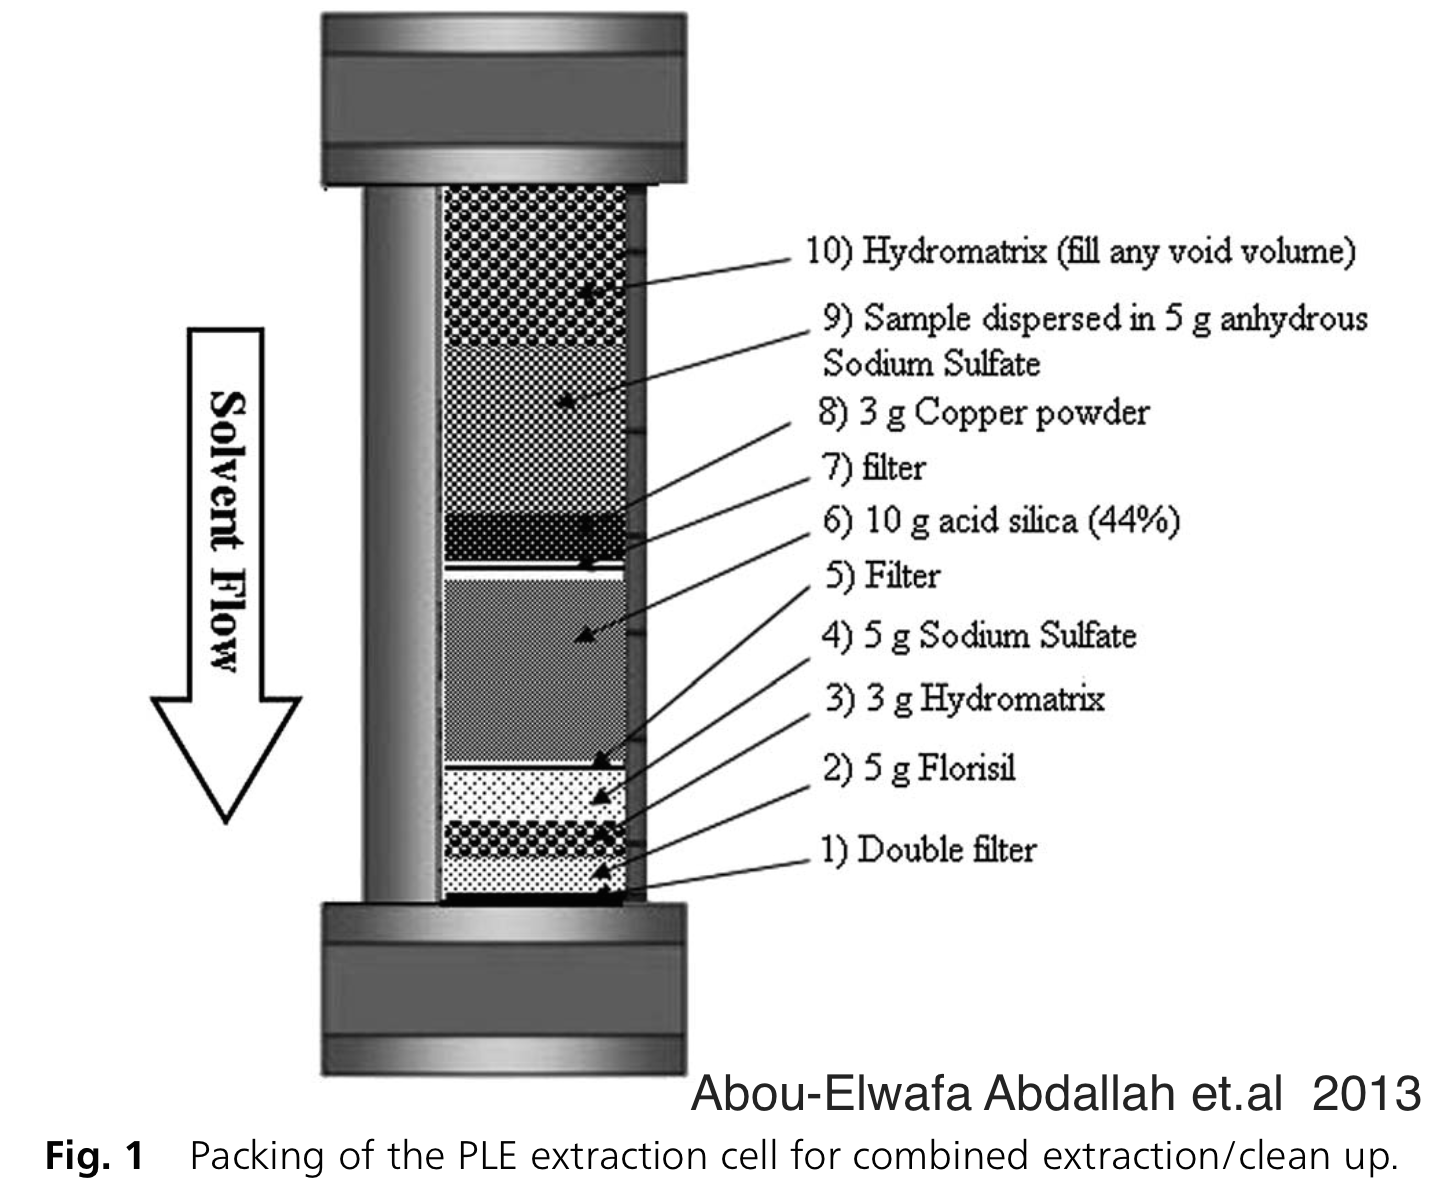 10) Hydromatrix (fill any void volume)
9) Sample dispersed in 5 g anhydrous
Sodium Sulfate
8) 3 g Copper powder
7) filter
6) 10 g acid silica (44%)
5) Filter
4) 5 g Sodium Sulfate
3) 3 g Hydromatrix
2) 5 g Florisil
1) Double filter
Solvent Flow
Abou-Elwafa Abdallah et.al 2013
Fig. 1 Packing of the PLE extraction cell for combined extraction/clean up.